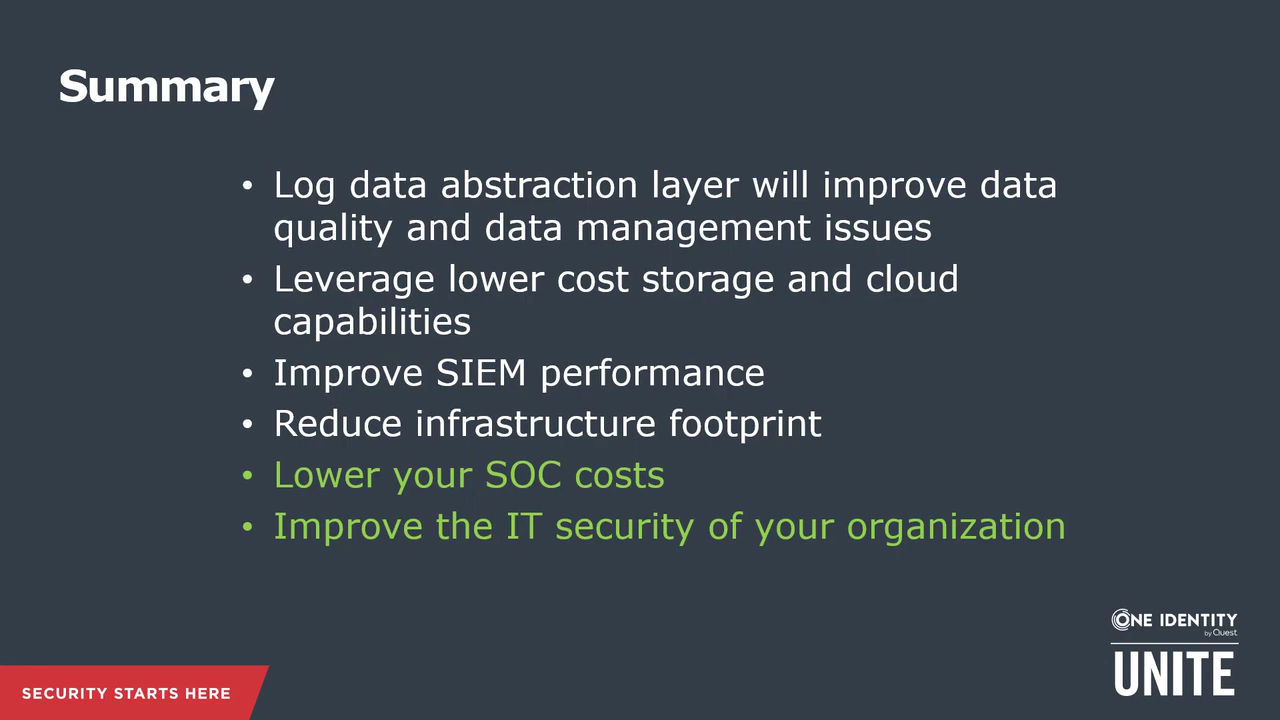 Summary
• Log data abstraction layer will improve data
quality and data management issues
• Leverage lower cost storage and cloud
capabilities
• Improve SIEM performance
• Reduce infrastructure footprint
• Lower your SOC costs
• Improve the IT security of your organization
ONE IDENTITY
by Quest
UNITE
SECURITY STARTS HERE